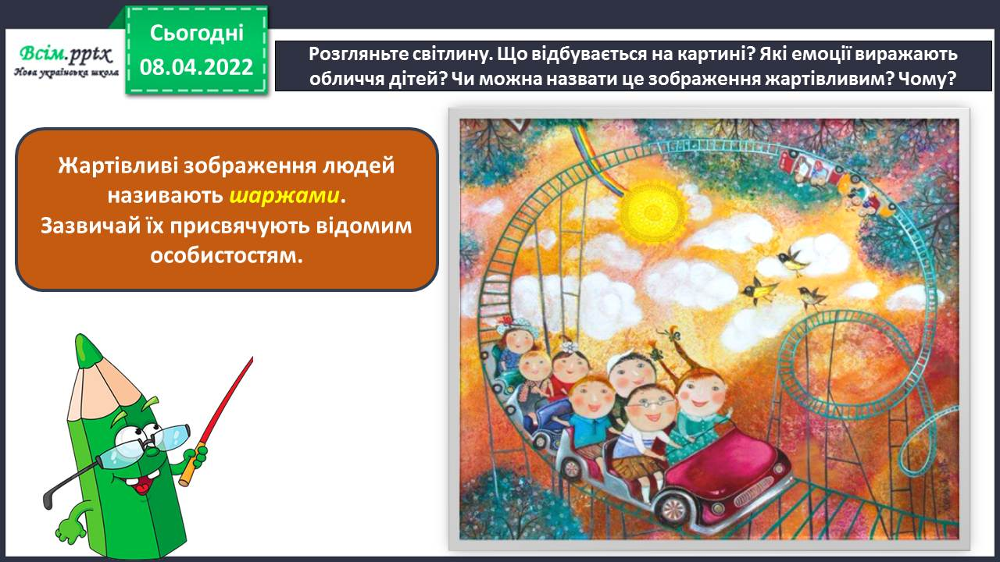 Всім.pptx
Нова українська школа
Сьогодні
08.04.2022
Розгляньте світлину. Що відбувається на картині? Які емоції виражають
обличчя дітей? Чи можна назвати це зображення жартівливим? Чому?
Жартівливі зображення людей
називають шаржами.
Зазвичай їх присвячують відомим
особистостям.